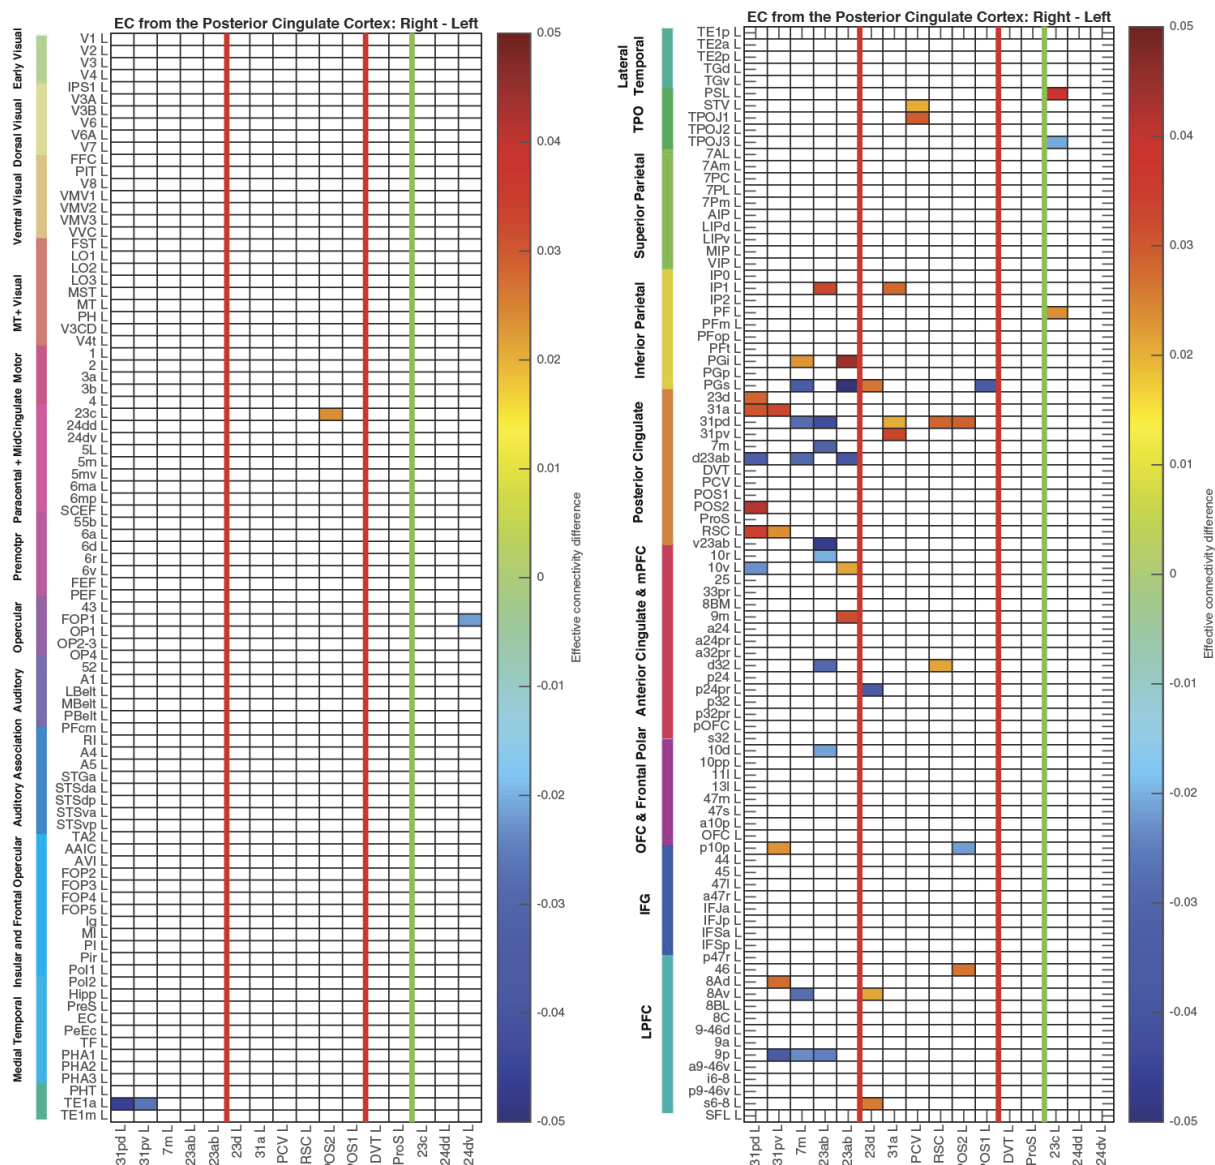 EC from the Posterior Cingulate Cortex: Right - Left
Early Visual
Dorsal Visual
Ventral Visual
MT+ Visual
Motor
Paracental + MidCingulate
Premotpr
Opercular
Auditory
Auditory Association
Insular and Frontal Opercular
Medial Temporal
V1 L
V2 L
V3 L
V4 L
IPS1 L
V3A L
V3B L
V6 L
V6A L
V7 L
FFC L
PIT L
V8 L
VMV1 L
VMV2 L
VMV3 L
VVC L
FST L
LO1 L
LO2 L
LO3 L
MST L
MT L
PH L
V3CD L
V4t L
1 L
2 L
3a L
3b L
4 L
23c L
24dd L
24dv L
5L L
5m L
5mv L
6ma L
6mp L
SCEF L
55b L
6a L
6d L
6r L
6v L
FEF L
PEF L
43 L
FOP1 L
OP1 L
OP2-3 L
OP4 L
52 L
A1 L
LBelt L
MBelt L
PBelt L
PFcm L
RI L
A4 L
A5 L
STGa L
STSda L
STSdp L
STSva L
STSvp L
TA2 L
AAIC L
AVI L
FOP2 L
FOP3 L
FOP4 L
FOP5 L
Ig L
MI L
PI L
Pir L
PoI1 L
PoI2 L
Hipp L
PreS L
EC L
PeEc L
TF L
PHA1 L
PHA2 L
PHA3 L
PHT L
TE1a L
TE1m L
31pd L
31pv L
7m L
23ab L
23ab L
23d L
31a L
PCV L
RSC L
POS2 L
POS1 L
DVT L
ProS L
23c L
24dd L
24dv L
0.05
0.04
0.03
0.02
0.01
0
-0.01
-0.02
-0.03
-0.04
-0.05
Effective connectivity difference
EC from the Posterior Cingulate Cortex: Right - Left
Lateral
Temporal
TPO
Superior Parietal
Inferior Parietal
Posterior Cingulate
Anterior Cingulate & mPFC
OFC & Frontal Polar
IFG
LPFC
TE1p L
TE2a L
TE2p L
TGd L
TGv L
PSL L
STV L
TPOJ1 L
TPOJ2 L
TPOJ3 L
7AL L
7Am L
7PC L
7PL L
7Pm L
AIP L
LIPd L
LIPv L
MIP L
VIP L
IP0 L
IP1 L
IP2 L
PF L
PFm L
PFop L
PFt L
PGi L
PGp L
PGs L
23d L
31a L
31pd L
31pv L
7m L
d23ab L
DVT L
PCV L
POS1 L
POS2 L
ProS L
RSC L
v23ab L
10r L
10v L
25 L
33pr L
8BM L
9m L
a24 L
a24pr L
a32pr L
d32 L
p24 L
p24pr L
p32 L
p32pr L
pOFC L
s32 L
10d L
10pp L
11l L
13l L
47m L
47s L
a10p L
OFC L
p10p L
44 L
45 L
47l L
a47r L
IFJa L
IFJp L
IFSa L
IFSp L
p47r L
46 L
8Ad L
8Av L
8BL L
8C L
9-46d L
9a L
9p L
a9-46v L
i6-8 L
p9-46v L
s6-8 L
SFL L
31pd L
31pv L
7m L
23ab L
23ab L
23d L
31a L
PCV L
RSC L
POS2 L
POS1 L
DVT L
ProS L
23c L
24dd L
24dv L
0.05
0.04
0.03
0.02
0.01
0
-0.01
-0.02
-0.03
-0.04
-0.05
Effective connectivity difference